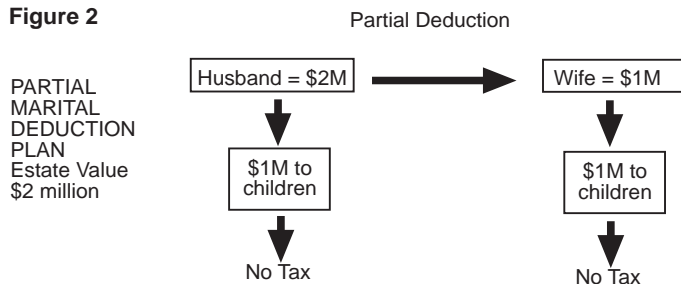 Figure 2
Partial Deduction
PARTIAL
MARITAL
DEDUCTION
PLAN
Estate Value
$2 million
Husband = $2M
Wife = $1M
$1M to
children
$1M to
children
No Tax
No Tax